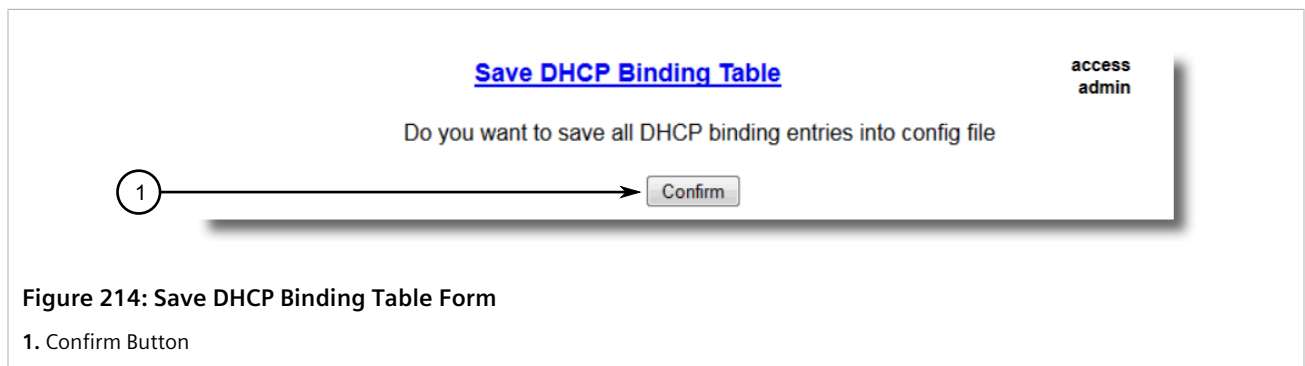 Save DHCP Binding Table
access
admin
Do you want to save all DHCP binding entries into config file
1
Confirm
Figure 214: Save DHCP Binding Table Form
1. Confirm Button